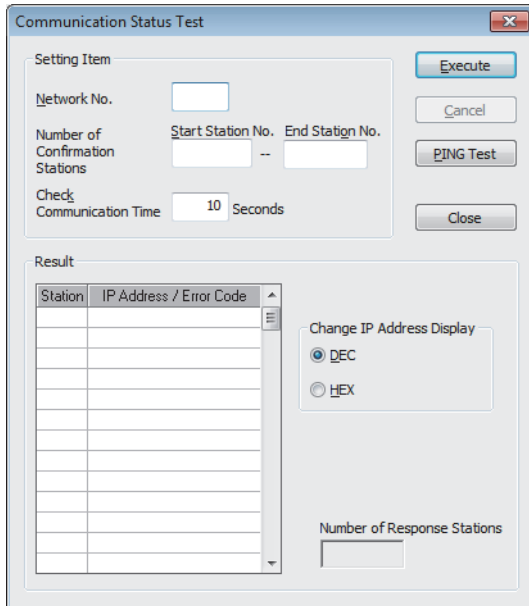 Communication Status Test
Setting Item
Network No.
Number of Confirmation Stations
Start Station No. End Station No.
--
Check Communication Time
10 Seconds
Execute
Cancel
PING Test
Close
Result
Station IP Address / Error Code
Change IP Address Display
DEC
HEX
Number of Response Stations